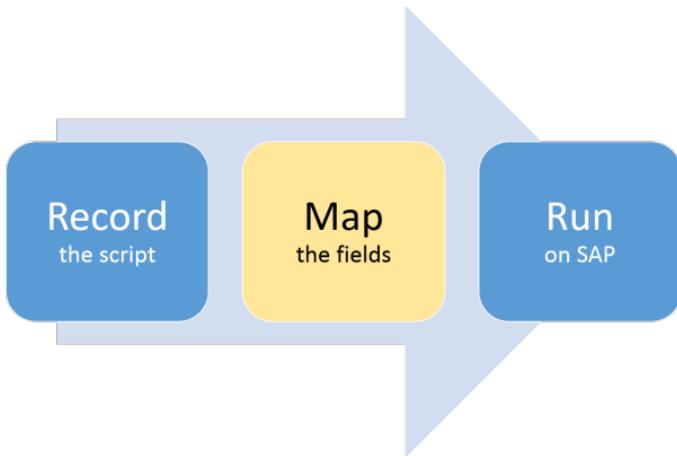 Record
the script
Map
the fields
Run
on SAP